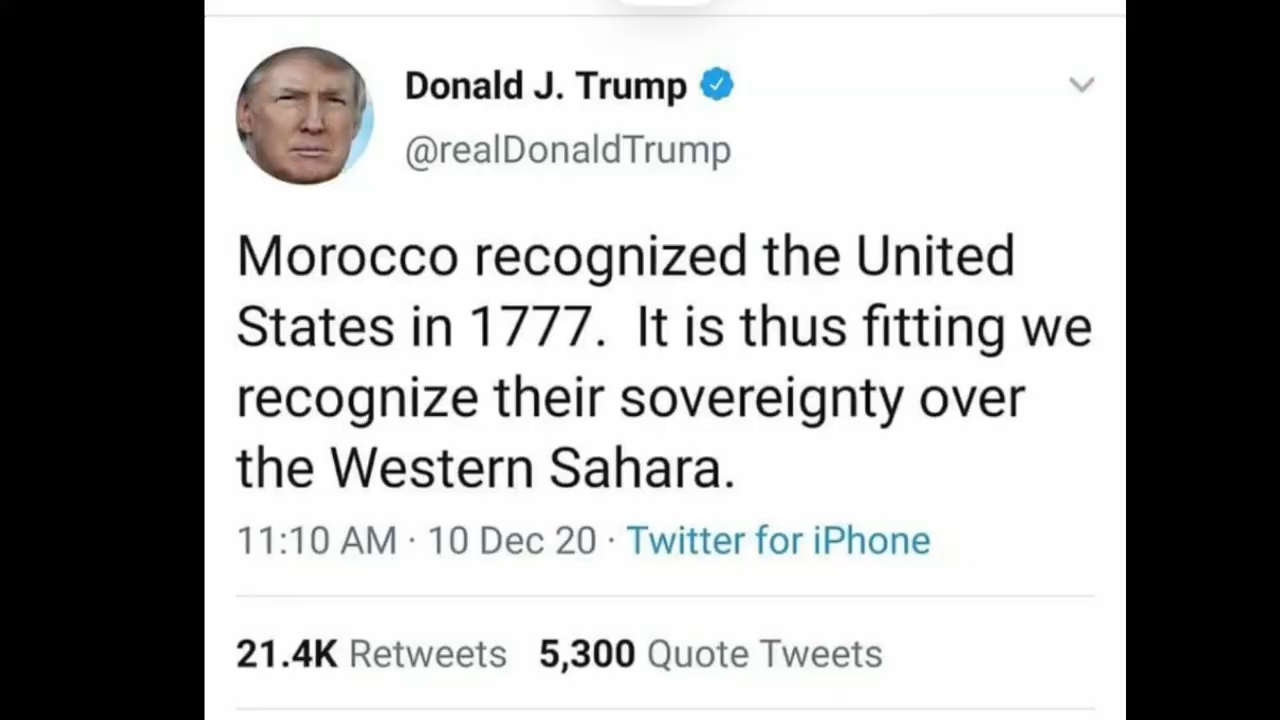 Donald J. Trump
@realDonaldTrump
Morocco recognized the United
States in 1777.  It is thus fitting we
recognize their sovereignty over
the Western Sahara.
11:10 AM · 10 Dec 20 · Twitter for iPhone
21.4K Retweets 5,300 Quote Tweets